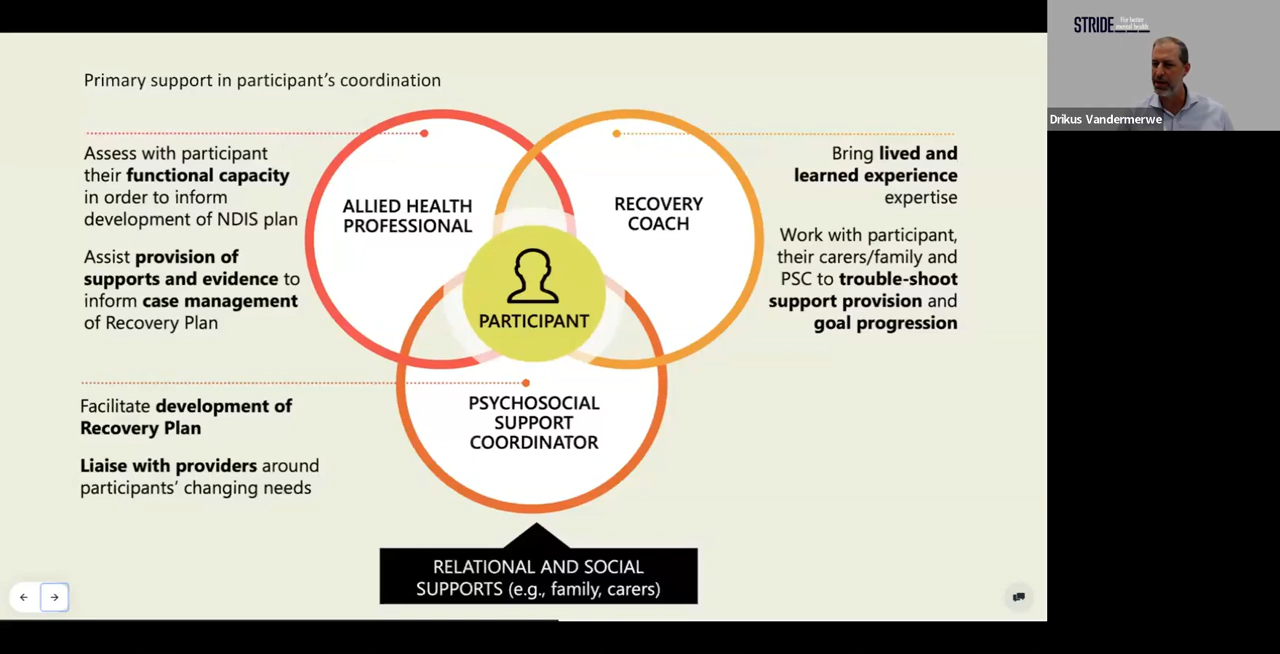 Primary support in participant's coordination
Assess with participant
their functional capacity
in order to inform
development of NDIS plan
Assist provision of
supports and evidence to
inform case management
of Recovery Plan
ALLIED HEALTH
PROFESSIONAL
RECOVERY
COACH
Bring lived and
learned experience
expertise
Work with participant,
their carers/family and
PSC to trouble-shoot
support provision and
goal progression
PARTICIPANT
Facilitate development of
Recovery Plan
Liaise with providers around
participants' changing needs
PSYCHOSOCIAL
SUPPORT
COORDINATOR
RELATIONAL AND SOCIAL
SUPPORTS (e.g., family, carers)
STRIDE
For better
mental health
Drikus Vandermerwe